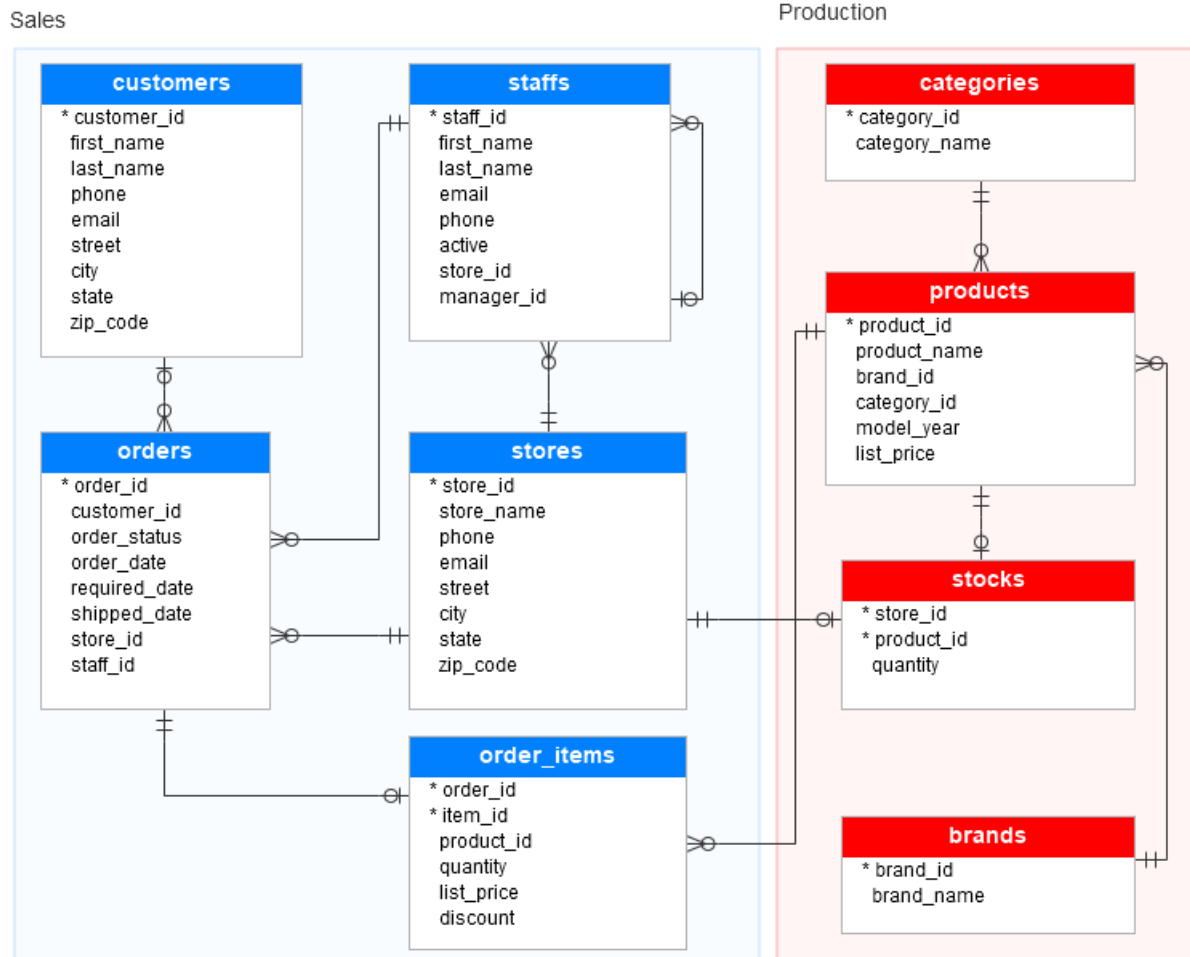 Sales
Production
customers
* customer_id
first_name
last_name
phone
email
street
city
state
zip_code
staffs
* staff_id
first_name
last_name
email
phone
active
store_id
manager_id
categories
* category_id
category_name
products
* product_id
product_name
brand_id
category_id
model_year
list_price
orders
* order_id
customer_id
order_status
order_date
required_date
shipped_date
store_id
staff_id
stores
* store_id
store_name
phone
email
street
city
state
zip_code
stocks
* store_id
* product_id
quantity
order_items
* order_id
* item_id
product_id
quantity
list_price
discount
brands
* brand_id
brand_name